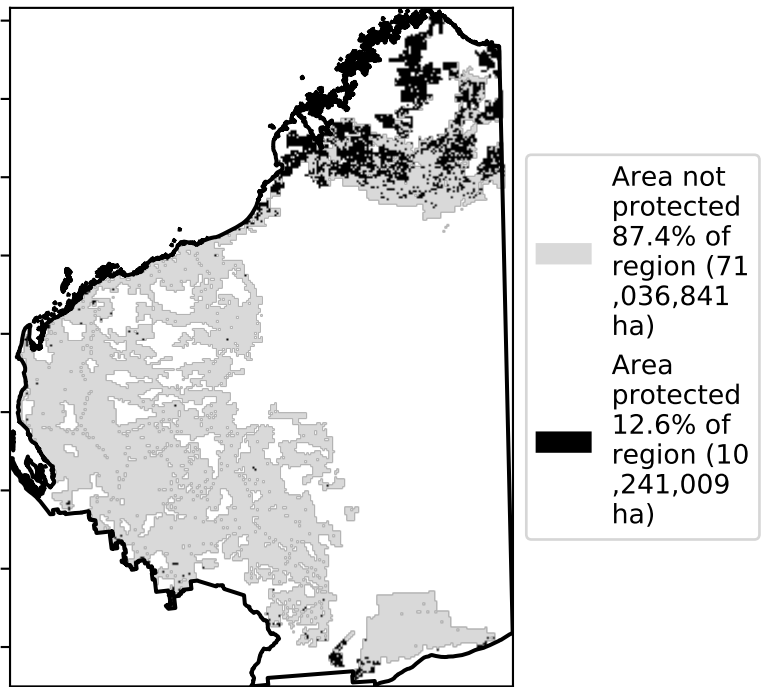 Area not
protected
87.4% of
region (71
,036,841
ha)
Area
protected
12.6% of
region (10
,241,009
ha)